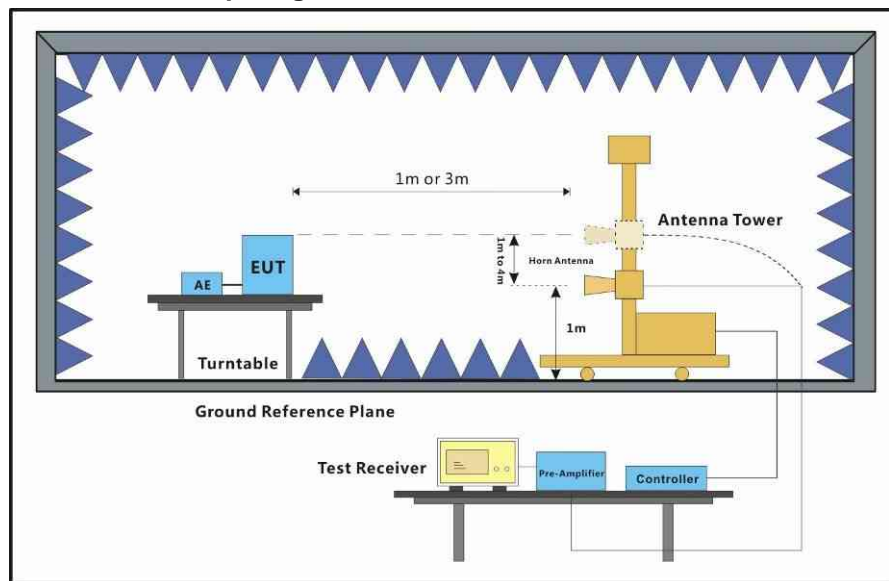 1m or 3m
Antenna Tower
1m to 4m
Horn Antenna
EUT
AE
1m
Turntable
Ground Reference Plane
Test Receiver
Pre-Amplifier
Controller